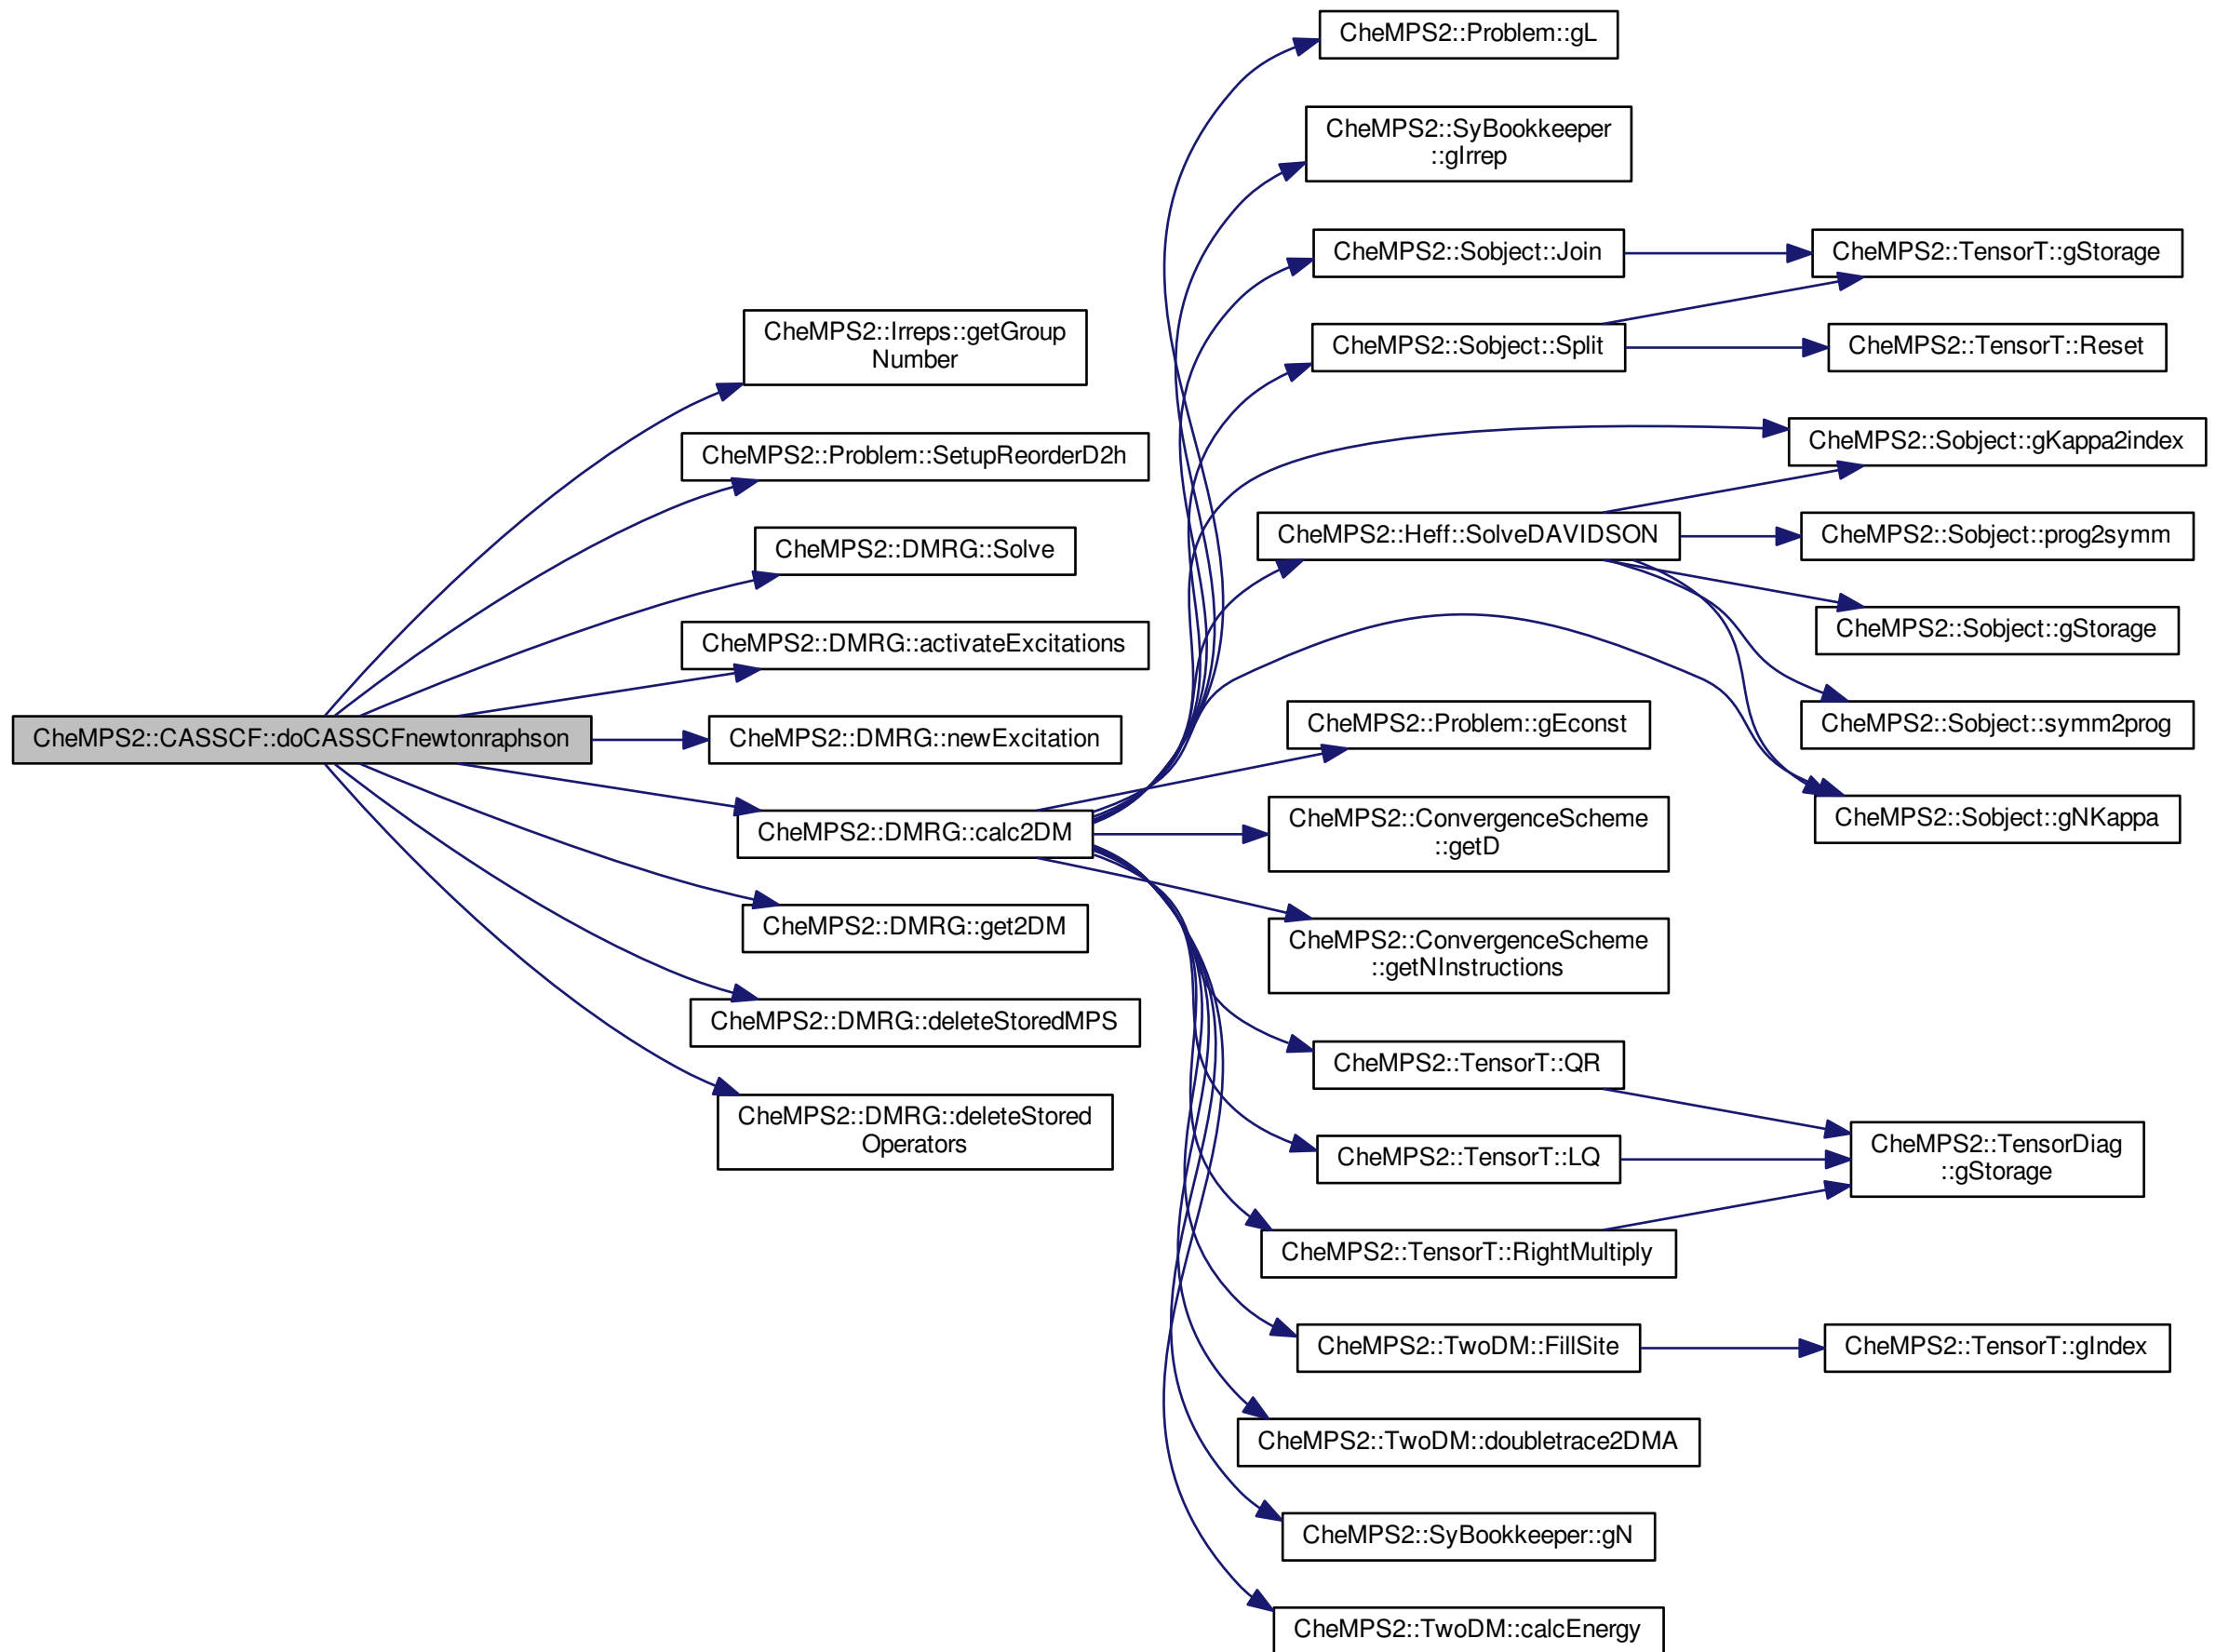 CheMPS2::CASSCF::doCASSCFnewtonraphson
CheMPS2::Irreps::getGroup
Number
CheMPS2::Problem::SetupReorderD2h
CheMPS2::DMRG::Solve
CheMPS2::DMRG::activateExcitations
CheMPS2::DMRG::newExcitation
CheMPS2::DMRG::calc2DM
CheMPS2::DMRG::get2DM
CheMPS2::DMRG::deleteStoredMPS
CheMPS2::DMRG::deleteStored
Operators
CheMPS2::Problem::gL
CheMPS2::SyBookkeeper
::gIrrep
CheMPS2::Sobject::Join
CheMPS2::Sobject::Split
CheMPS2::Heff::SolveDAVIDSON
CheMPS2::Problem::gEconst
CheMPS2::ConvergenceScheme
::getD
CheMPS2::ConvergenceScheme
::getNInstructions
CheMPS2::TensorT::QR
CheMPS2::TensorT::LQ
CheMPS2::TensorT::RightMultiply
CheMPS2::TwoDM::FillSite
CheMPS2::TwoDM::doubletrace2DMA
CheMPS2::SyBookkeeper::gN
CheMPS2::TwoDM::calcEnergy
CheMPS2::TensorT::gStorage
CheMPS2::TensorT::Reset
CheMPS2::Sobject::gKappa2index
CheMPS2::Sobject::prog2symm
CheMPS2::Sobject::gStorage
CheMPS2::Sobject::symm2prog
CheMPS2::Sobject::gNKappa
CheMPS2::TensorDiag
::gStorage
CheMPS2::TensorT::gIndex